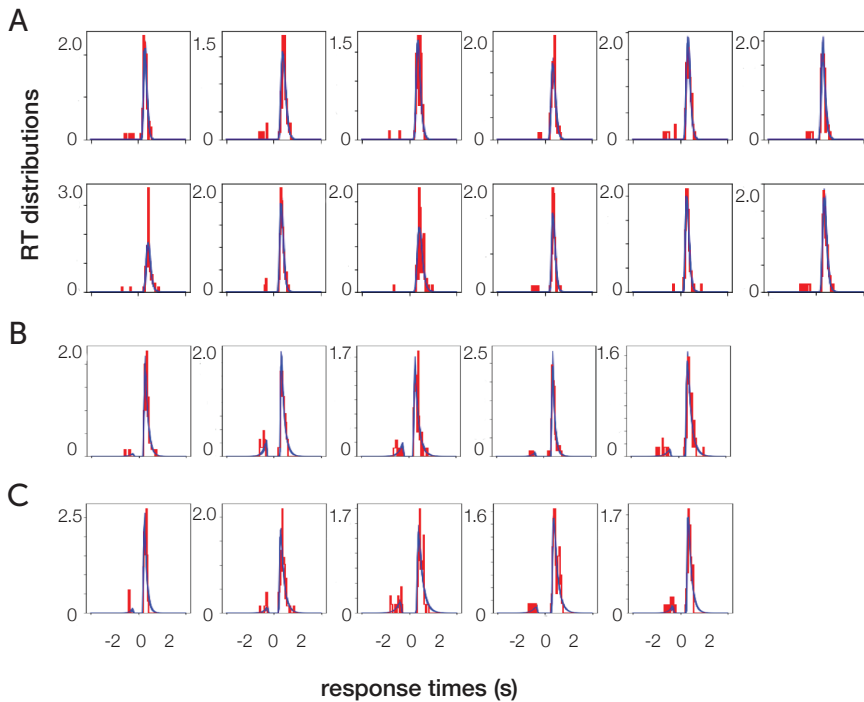 A
RT distributions
2.0 1.5 1.5 2.0 2.0 2.0
0 0 0 0 0 0
3.0 2.0 2.0 2.0 2.0 2.0
0 0 0 0 0 0
B
2.0 2.0 1.7 2.5 1.6
0 0 0 0 0
C
2.5 2.0 1.7 1.7 1.7
0 0 0 0 0
-2 0 2 -2 0 2 -2 0 2 -2 0 2 -2 0 2
response times (s)